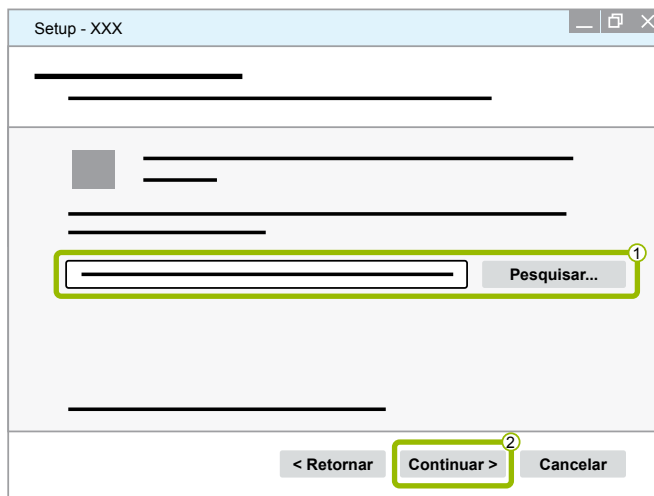 Setup - XXX
1
Pesquisar...
2
< Retornar
Continuar >
Cancelar